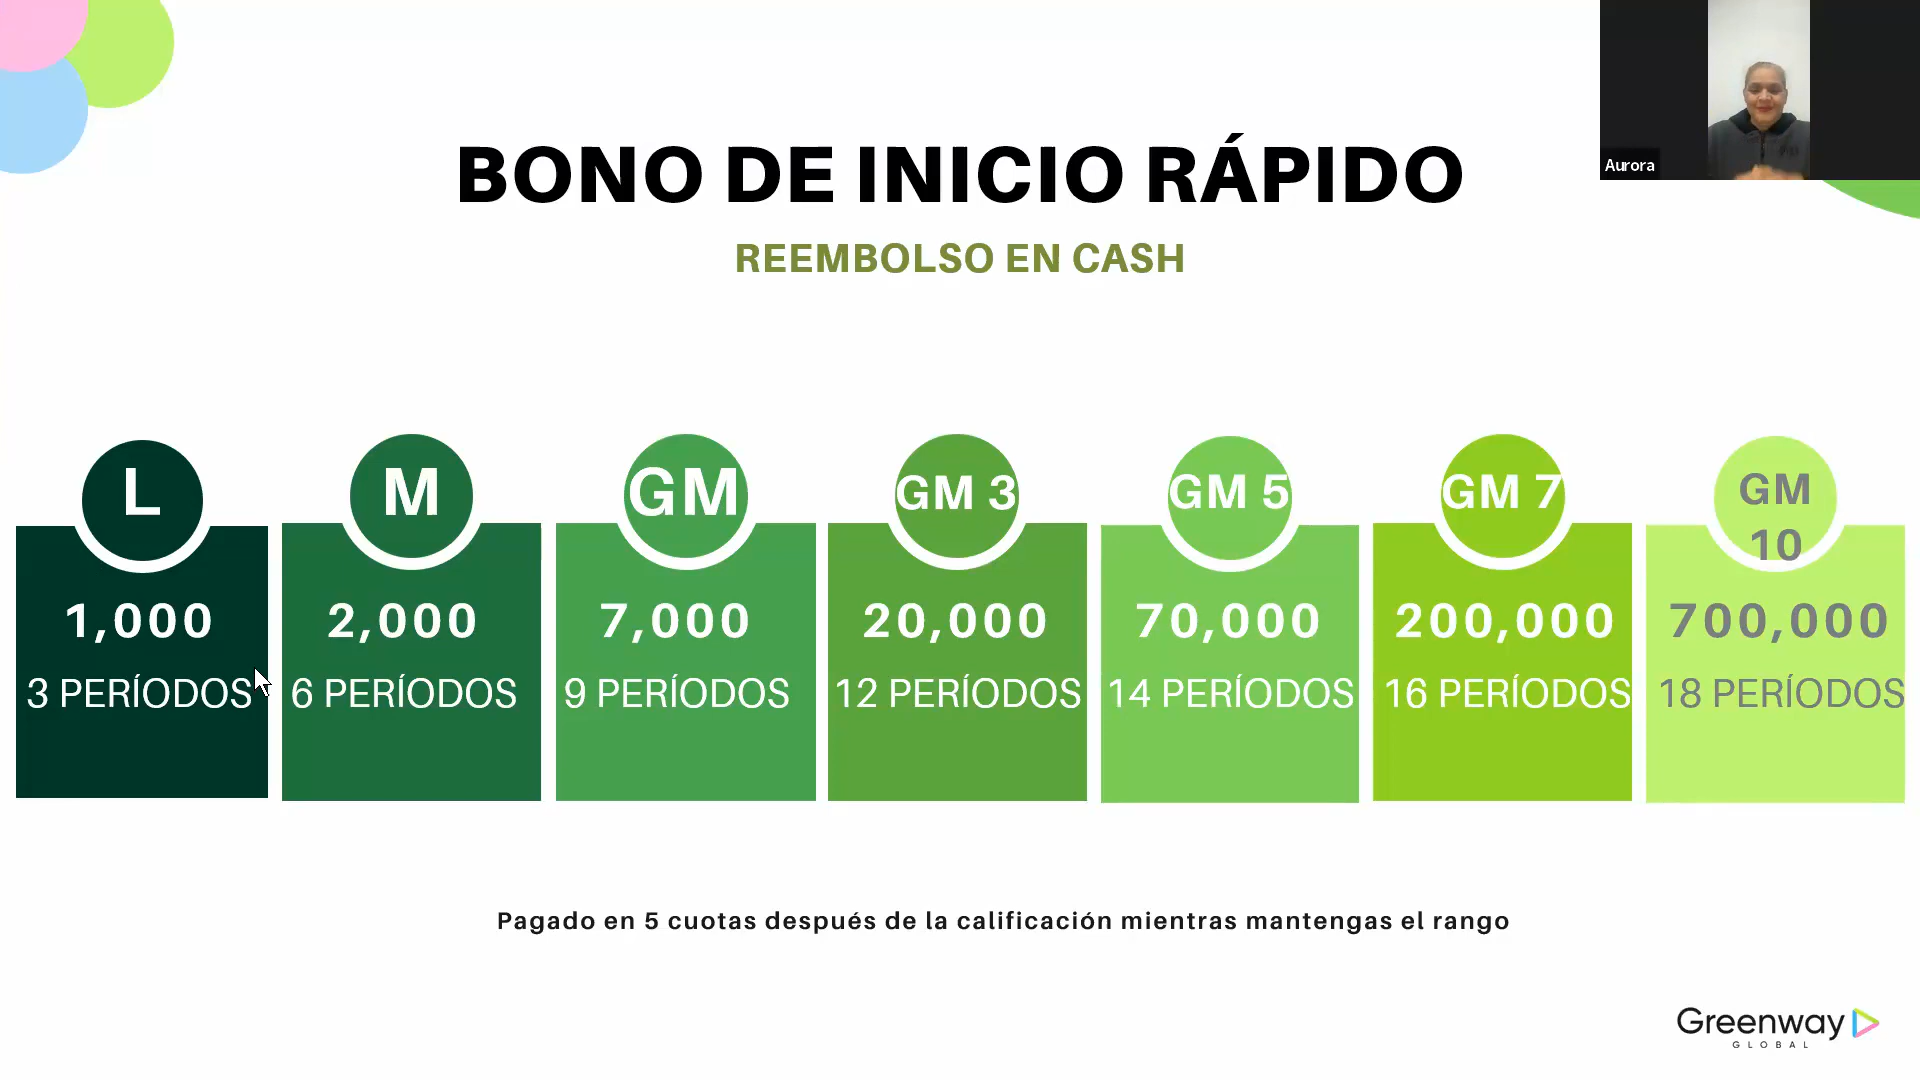 Aurora
BONO DE INICIO RÁPIDO
REEMBOLSO EN CASH
L
M
GM
GM 3
GM 5
GM 7
GM
10
1,000
2,000
7,000
20,000
70,000
200,000
700,000
3 PERÍODOS
6 PERÍODOS
9 PERÍODOS
12 PERÍODOS
14 PERÍODOS
16 PERÍODOS
18 PERÍODOS
Pagado en 5 cuotas después de la calificación mientras mantengas el rango
Greenway
GLOBAL